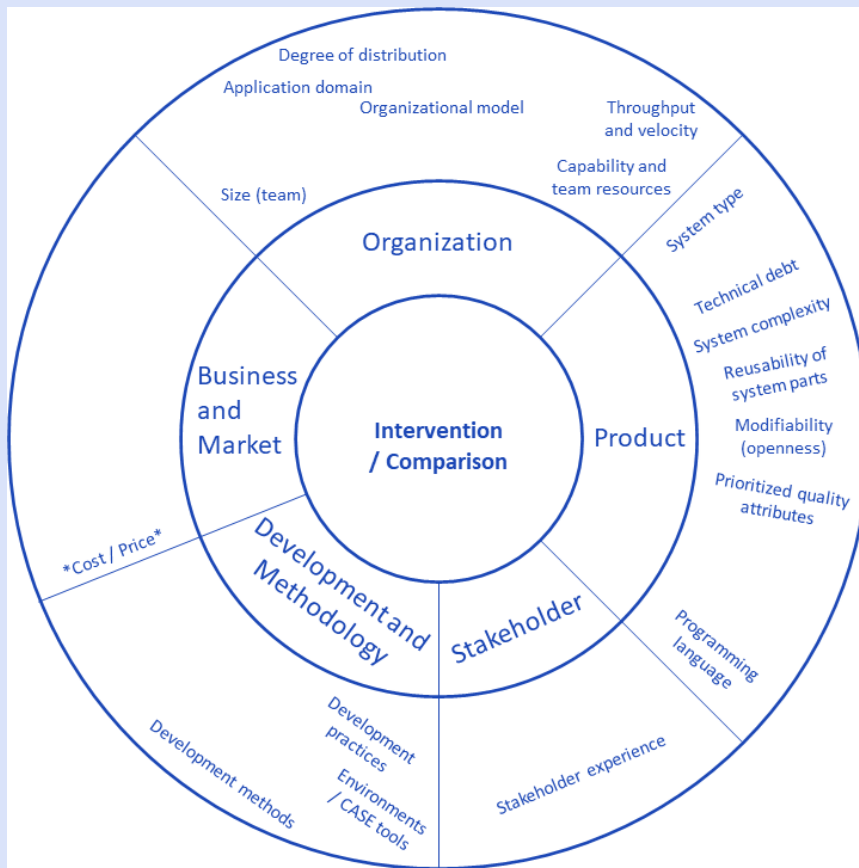 Degree of distribution
Application domain
Organizational model
Throughput
and velocity
Capability and
team resources
Size (team)
Organization
System type
Technical debt
System complexity
Reusability of
system parts
Modifiability
(openness)
Prioritized quality
attributes
Business
and
Market
Intervention
/ Comparison
Product
*Cost / Price*
Development and
Methodology
Stakeholder
Programming
language
Development
practices
Development methods
Environments
/ CASE tools
Stakeholder experience